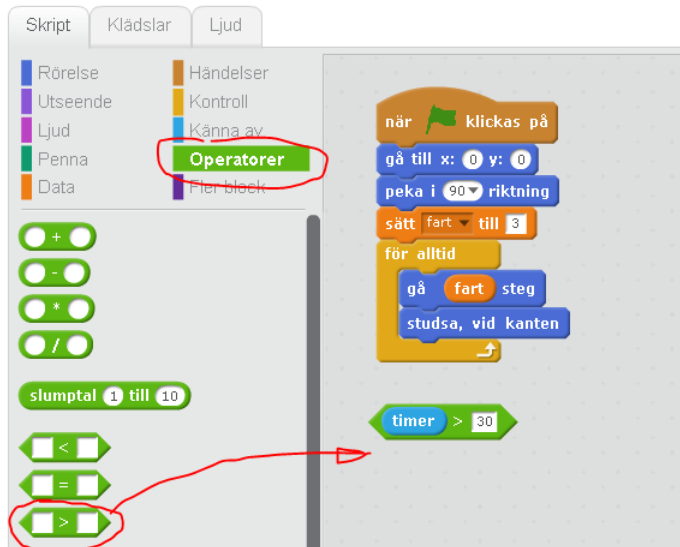 Skript Klädslar Ljud
Rörelse Händelser
Utseende Kontroll
Ljud Känna av
Penna Operatorer
Data Fler block
+
-
*
/
slumptal 1 till 10
<
=
>
när klickas på
gå till x: 0 y: 0
peka i 90 riktning
sätt fart till 3
för alltid
gå fart steg
studsa, vid kanten
timer > 30